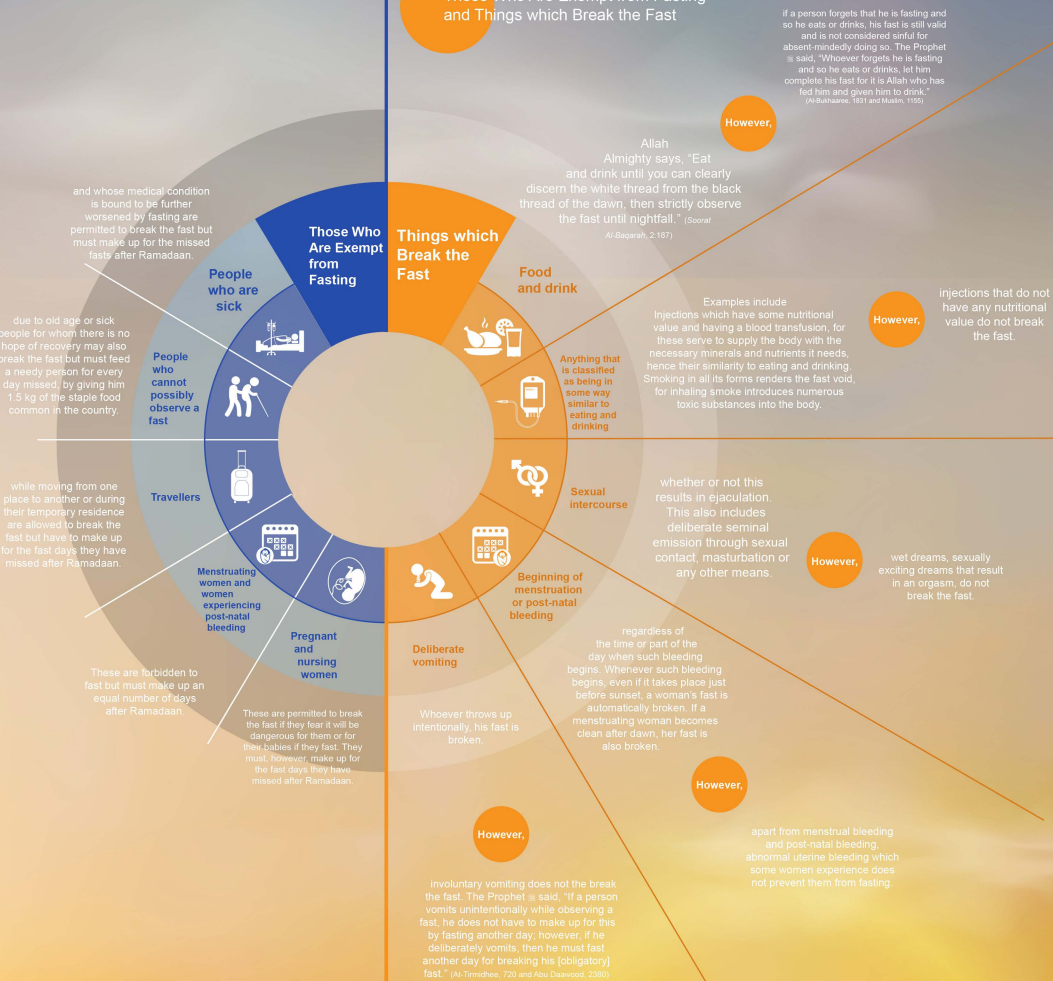 Those Who Are Exempt from Fasting
and Things which Break the Fast
if a person forgets that he is fasting and
so he eats or drinks, his fast is still valid
and is not considered sinful for
absent-mindedly doing so. The Prophet
said, "Whoever forgets he is fasting
and so he eats or drinks, let him
complete his fast for it is Allah who has
fed him and given him to drink."
(Al-Bukhaaree, 1831 and Muslim, 1155)
However,
Allah
Almighty says, "Eat
and drink until you can clearly
discern the white thread from the black
thread of the dawn, then strictly observe
the fast until nightfall." (Soorat
Al-Baqarah, 2:187)
Things which
Break the
Fast
Food
and drink
Anything that
is classified
as being in
some way
similar to
eating and
drinking
Examples include
Injections which have some nutritional
value and having a blood transfusion, for
these serve to supply the body with the
necessary minerals and nutrients it needs,
hence their similarity to eating and drinking.
Smoking in all its forms renders the fast void,
for inhaling smoke introduces numerous
toxic substances into the body.
However,
injections that do not
have any nutritional
value do not break
the fast.
Sexual
intercourse
whether or not this
results in ejaculation.
This also includes
deliberate seminal
emission through sexual
contact, masturbation or
any other means.
However,
wet dreams, sexually
exciting dreams that result
in an orgasm, do not
break the fast.
Beginning of
menstruation
or post-natal
bleeding
regardless of
the time or part of the
day when such bleeding
begins. Whenever such bleeding
begins, even if it takes place just
before sunset, a woman's fast is
automatically broken. If a
menstruating woman becomes
clean after dawn, her fast is
also broken.
However,
apart from menstrual bleeding
and post-natal bleeding,
abnormal uterine bleeding which
some women experience does
not prevent them from fasting.
Deliberate
vomiting
Whoever throws up
intentionally, his fast is
broken.
However,
involuntary vomiting does not the break
the fast. The Prophet said, "If a person
vomits unintentionally while observing a
fast, he does not have to make up for this
by fasting another day; however, if he
deliberately vomits, then he must fast
another day for breaking his [obligatory]
fast." (At-Tirmidhee, 720 and Abu Daawood, 2380)
Those Who
Are Exempt
from
Fasting
People
who are
sick
and whose medical condition
is bound to be further
worsened by fasting are
permitted to break the fast but
must make up for the missed
fasts after Ramadaan.
People
who
cannot
possibly
observe a
fast
due to old age or sick
people for whom there is no
hope of recovery may also
break the fast but must feed
a needy person for every
day missed, by giving him
1.5 kg of the staple food
common in the country.
Travellers
while moving from one
place to another or during
their temporary residence
are allowed to break the
fast but have to make up
for the fast days they have
missed after Ramadaan.
Menstruating
women and
women
experiencing
post-natal
bleeding
These are forbidden to
fast but must make up an
equal number of days
after Ramadaan.
Pregnant
and
nursing
women
These are permitted to break
the fast if they fear it will be
dangerous for them or for
their babies if they fast. They
must, however, make up for
the fast days they have
missed after Ramadaan.